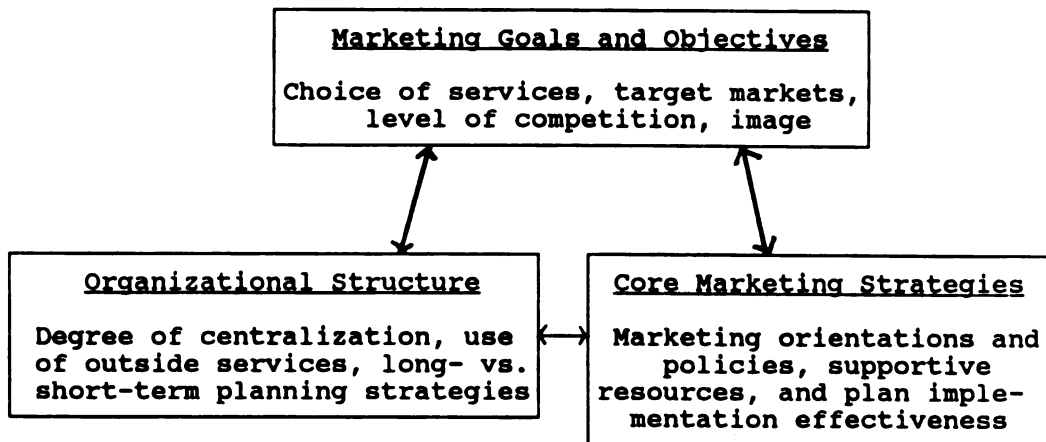 Marketing Goals and Objectives
Choice of services, target markets,
level of competition, image
Organizational Structure
Degree of centralization, use
of outside services, long- vs.
short-term planning strategies
Core Marketing Strategies
Marketing orientations and
policies, supportive
resources, and plan imple-
mentation effectiveness